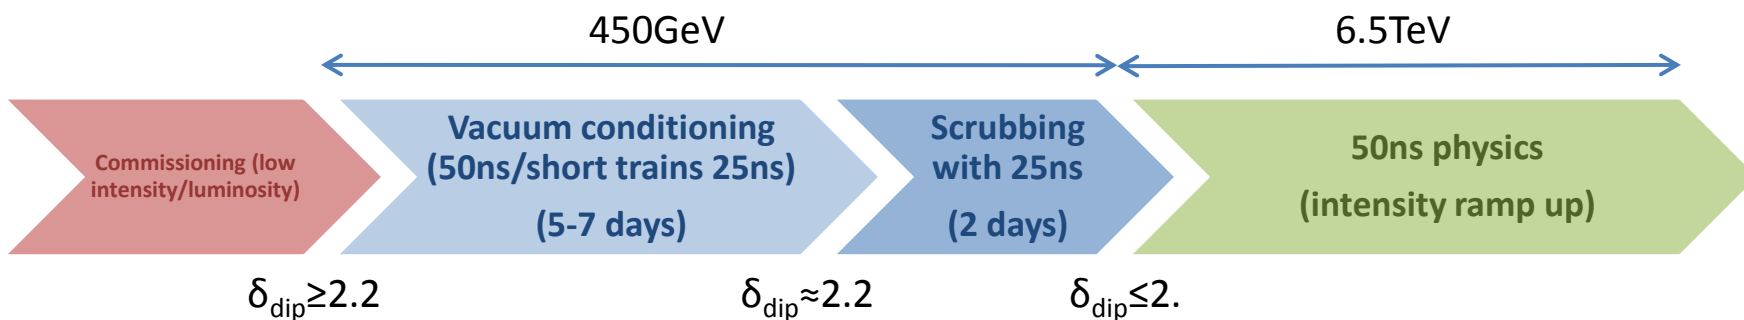 450GeV
6.5TeV
Commissioning (low
intensity/luminosity)
Vacuum conditioning
(50ns/short trains 25ns)
(5-7 days)
Scrubbing
with 25ns
(2 days)
50ns physics
(intensity ramp up)
δdip≥2.2
δdip≈2.2
δdip≤2.